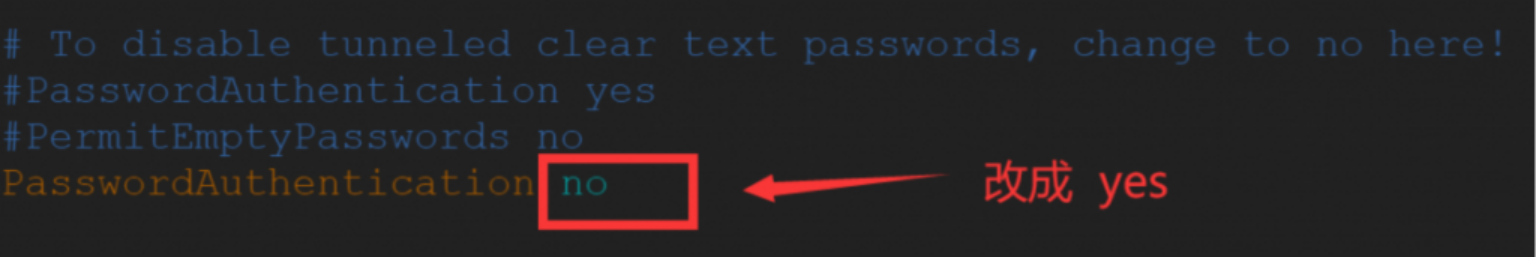 # To disable tunneled clear text passwords, change to no here!
#PasswordAuthentication yes
#PermitEmptyPasswords no
PasswordAuthentication no
改成 yes